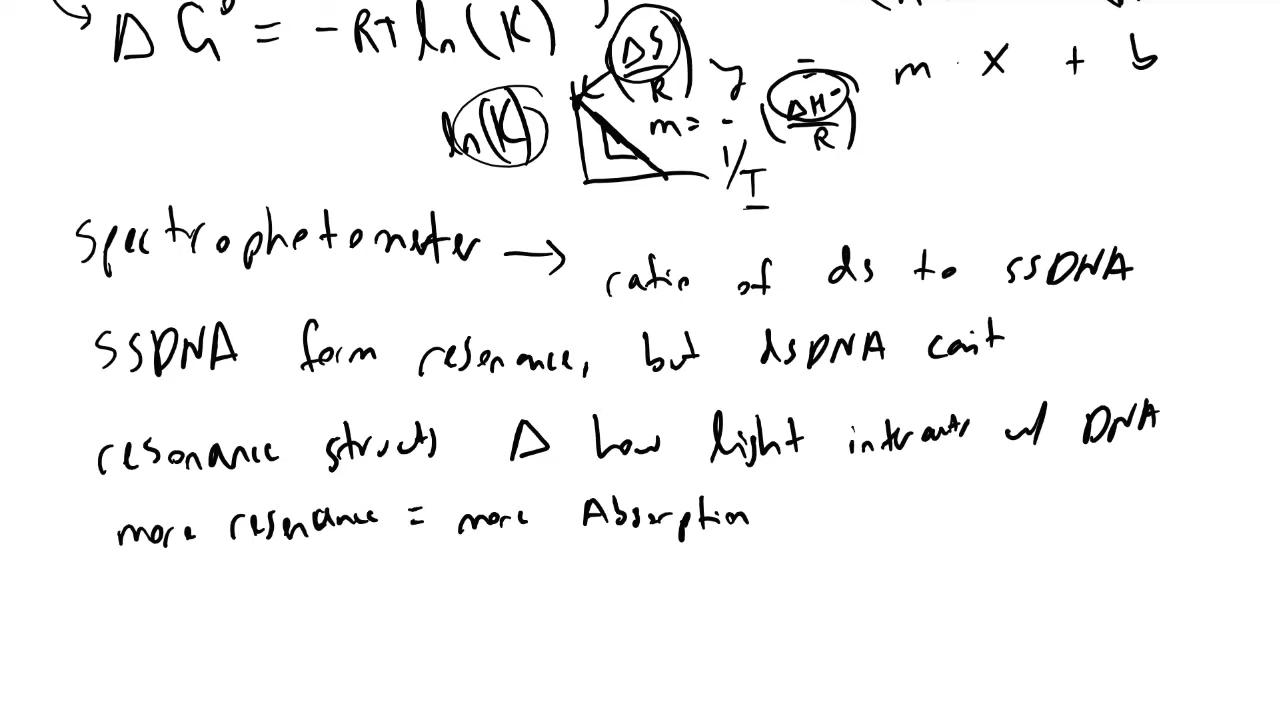 Δ G° = - RT ln(K)
m x + b
(ΔS/R) y
ln(K) m = - (ΔH/R)
1/T
spectrophotometer → ratio of ds to ssDNA
SSDNA form resonance, but dsDNA can't
resonance structs Δ how light interacts w/ DNA
more resonance = more Absorption